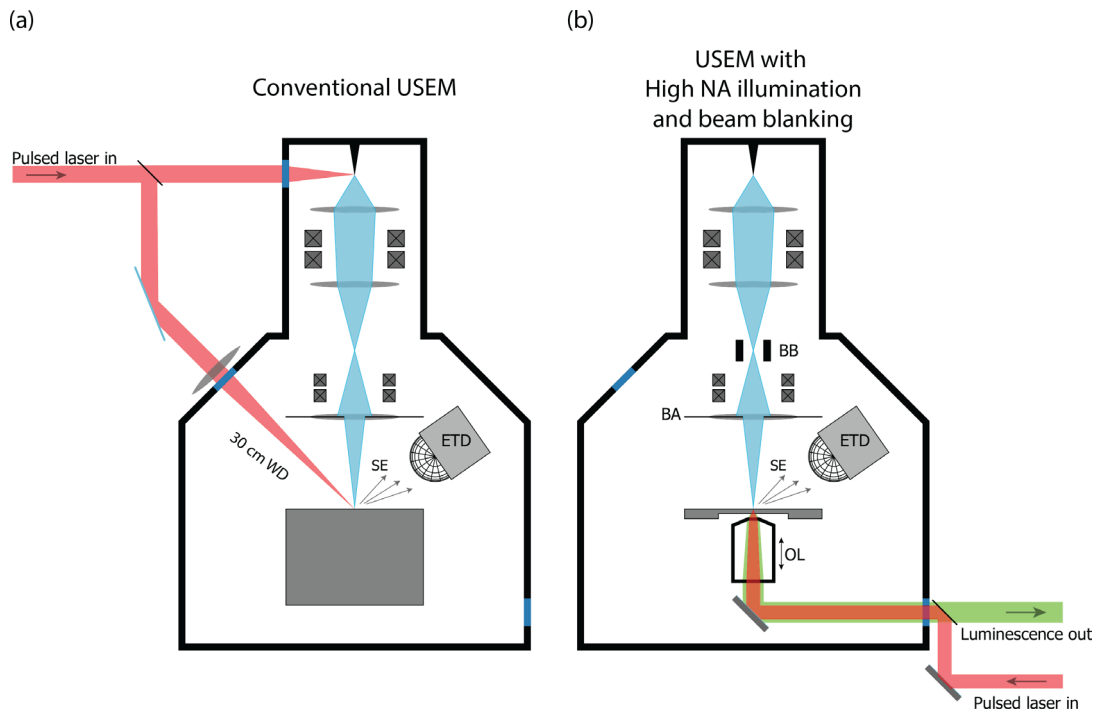 (a)
Conventional USEM
Pulsed laser in
30 cm WD
SE
ETD
(b)
USEM with
High NA illumination
and beam blanking
BB
BA
ETD
SE
OL
Luminescence out
Pulsed laser in